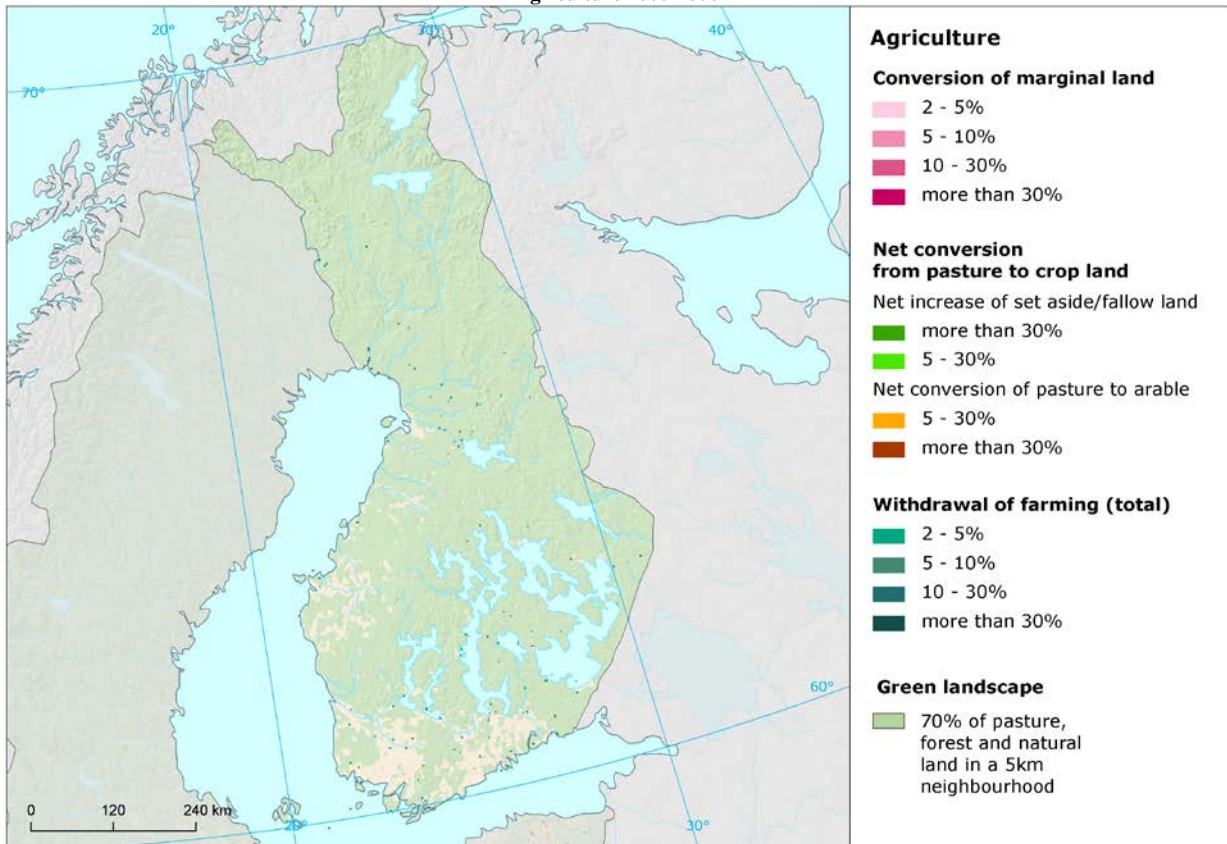 20°
30°
40°
70°
60°
20°
30°
0 120 240 km
Agriculture
Conversion of marginal land
2 - 5%
5 - 10%
10 - 30%
more than 30%
Net conversion
from pasture to crop land
Net increase of set aside/fallow land
more than 30%
5 - 30%
Net conversion of pasture to arable
5 - 30%
more than 30%
Withdrawal of farming (total)
2 - 5%
5 - 10%
10 - 30%
more than 30%
Green landscape
70% of pasture,
forest and natural
land in a 5km
neighbourhood